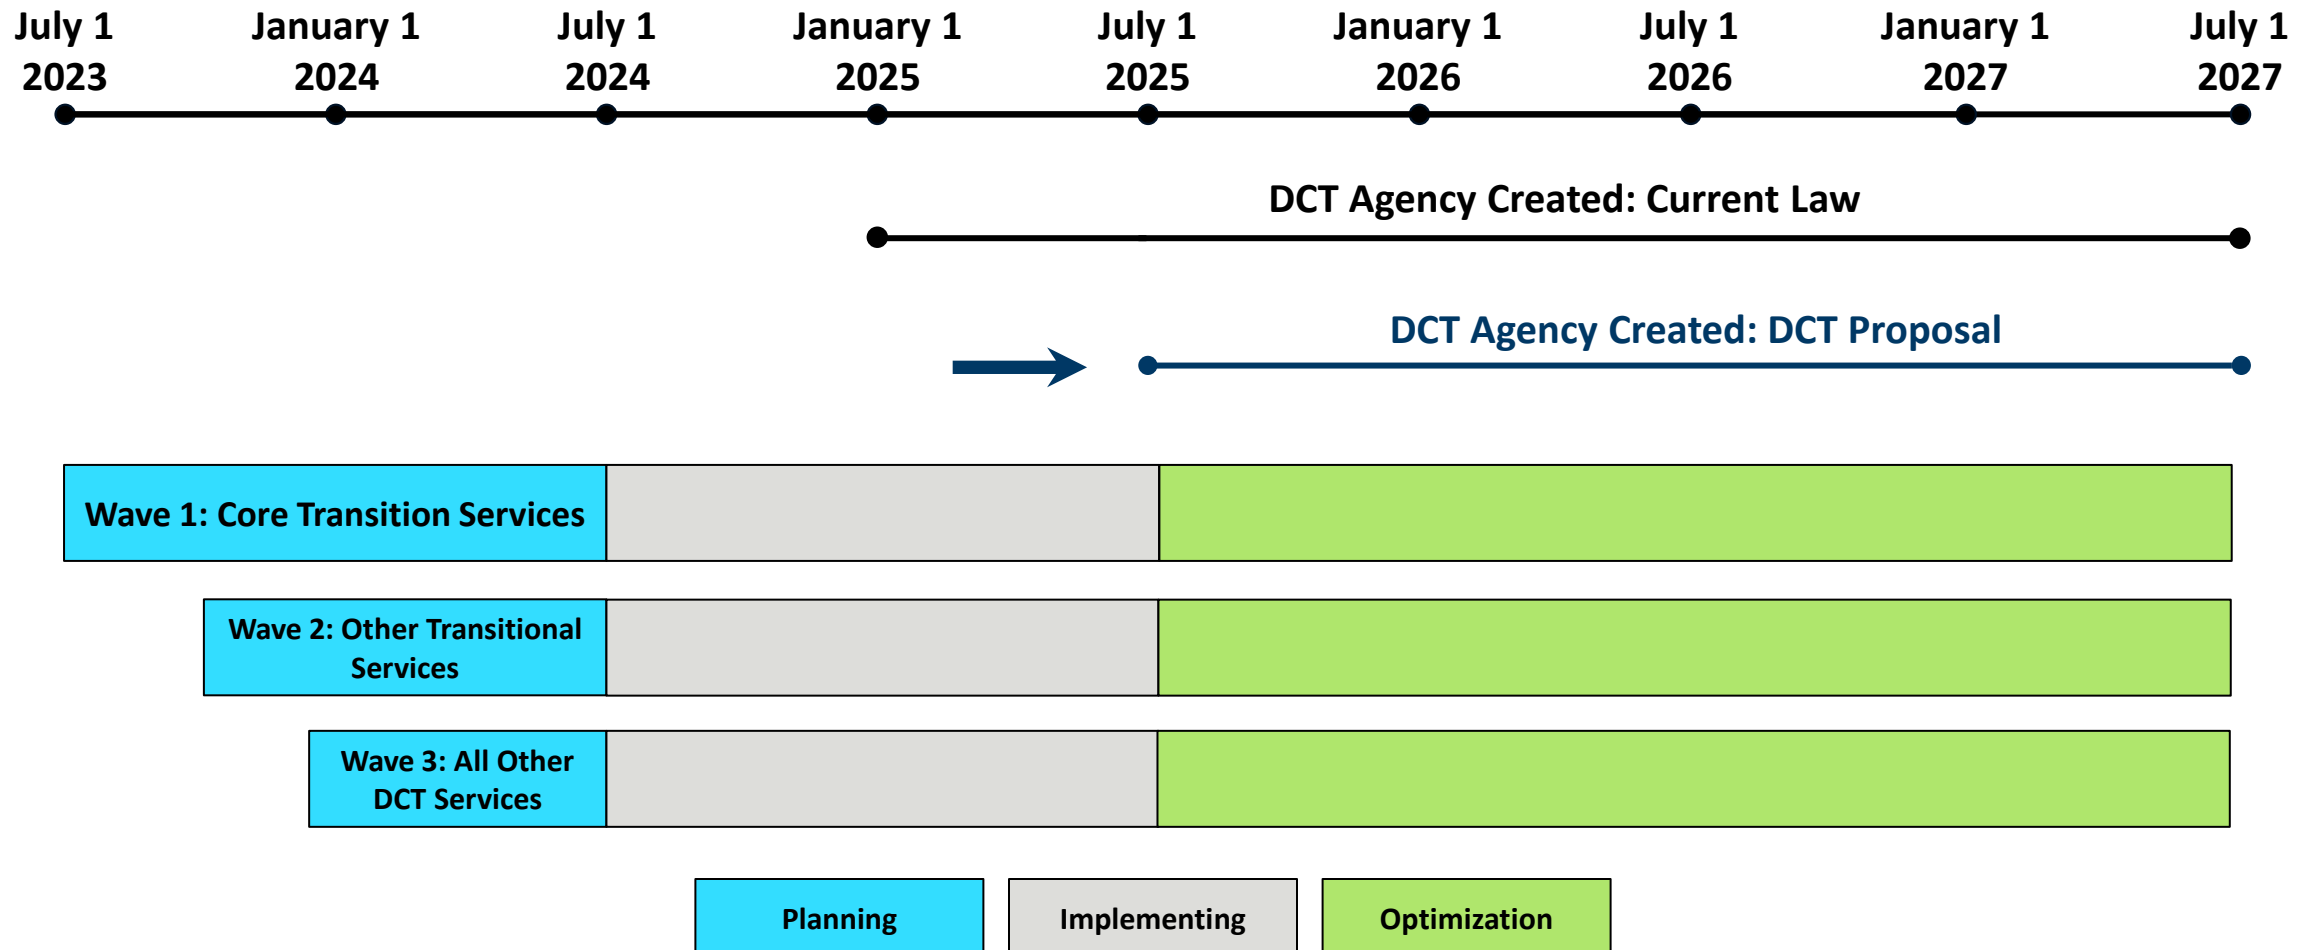 July 1
2023
January 1
2024
July 1
2024
January 1
2025
July 1
2025
January 1
2026
July 1
2026
January 1
2027
July 1
2027
DCT Agency Created: Current Law
DCT Agency Created: DCT Proposal
Wave 1: Core Transition Services
Wave 2: Other Transitional
Services
Wave 3: All Other
DCT Services
Planning
Implementing
Optimization